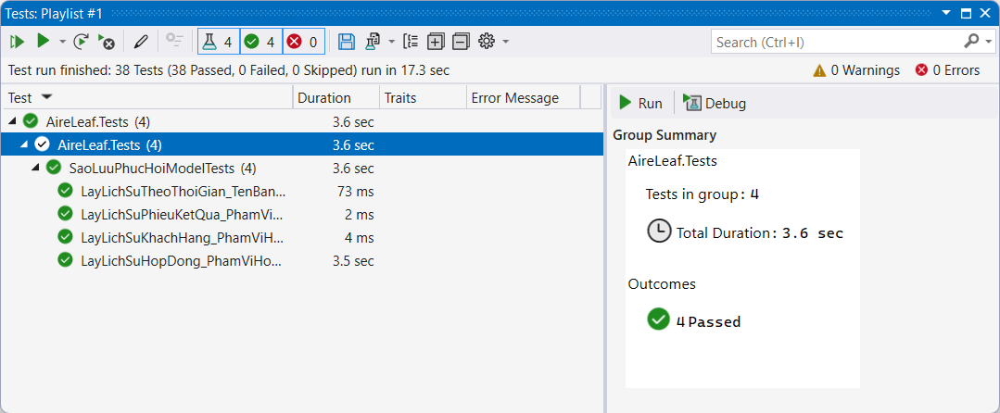 Tests: Playlist #1
4 4 0
Search (Ctrl+I)
Test run finished: 38 Tests (38 Passed, 0 Failed, 0 Skipped) run in 17.3 sec
0 Warnings 0 Errors
Test Duration Traits Error Message
AireLeaf.Tests (4) 3.6 sec
AireLeaf.Tests (4) 3.6 sec
SaoLuuPhucHoiModelTests (4) 3.6 sec
LayLichSuTheoThoiGian_TenBan... 73 ms
LayLichSuPhieuKetQua_PhamVi... 2 ms
LayLichSuKhachHang_PhamViH... 4 ms
LayLichSuHopDong_PhamViHo... 3.5 sec
Run Debug
Group Summary
AireLeaf.Tests
Tests in group: 4
Total Duration: 3.6 sec
Outcomes
4 Passed